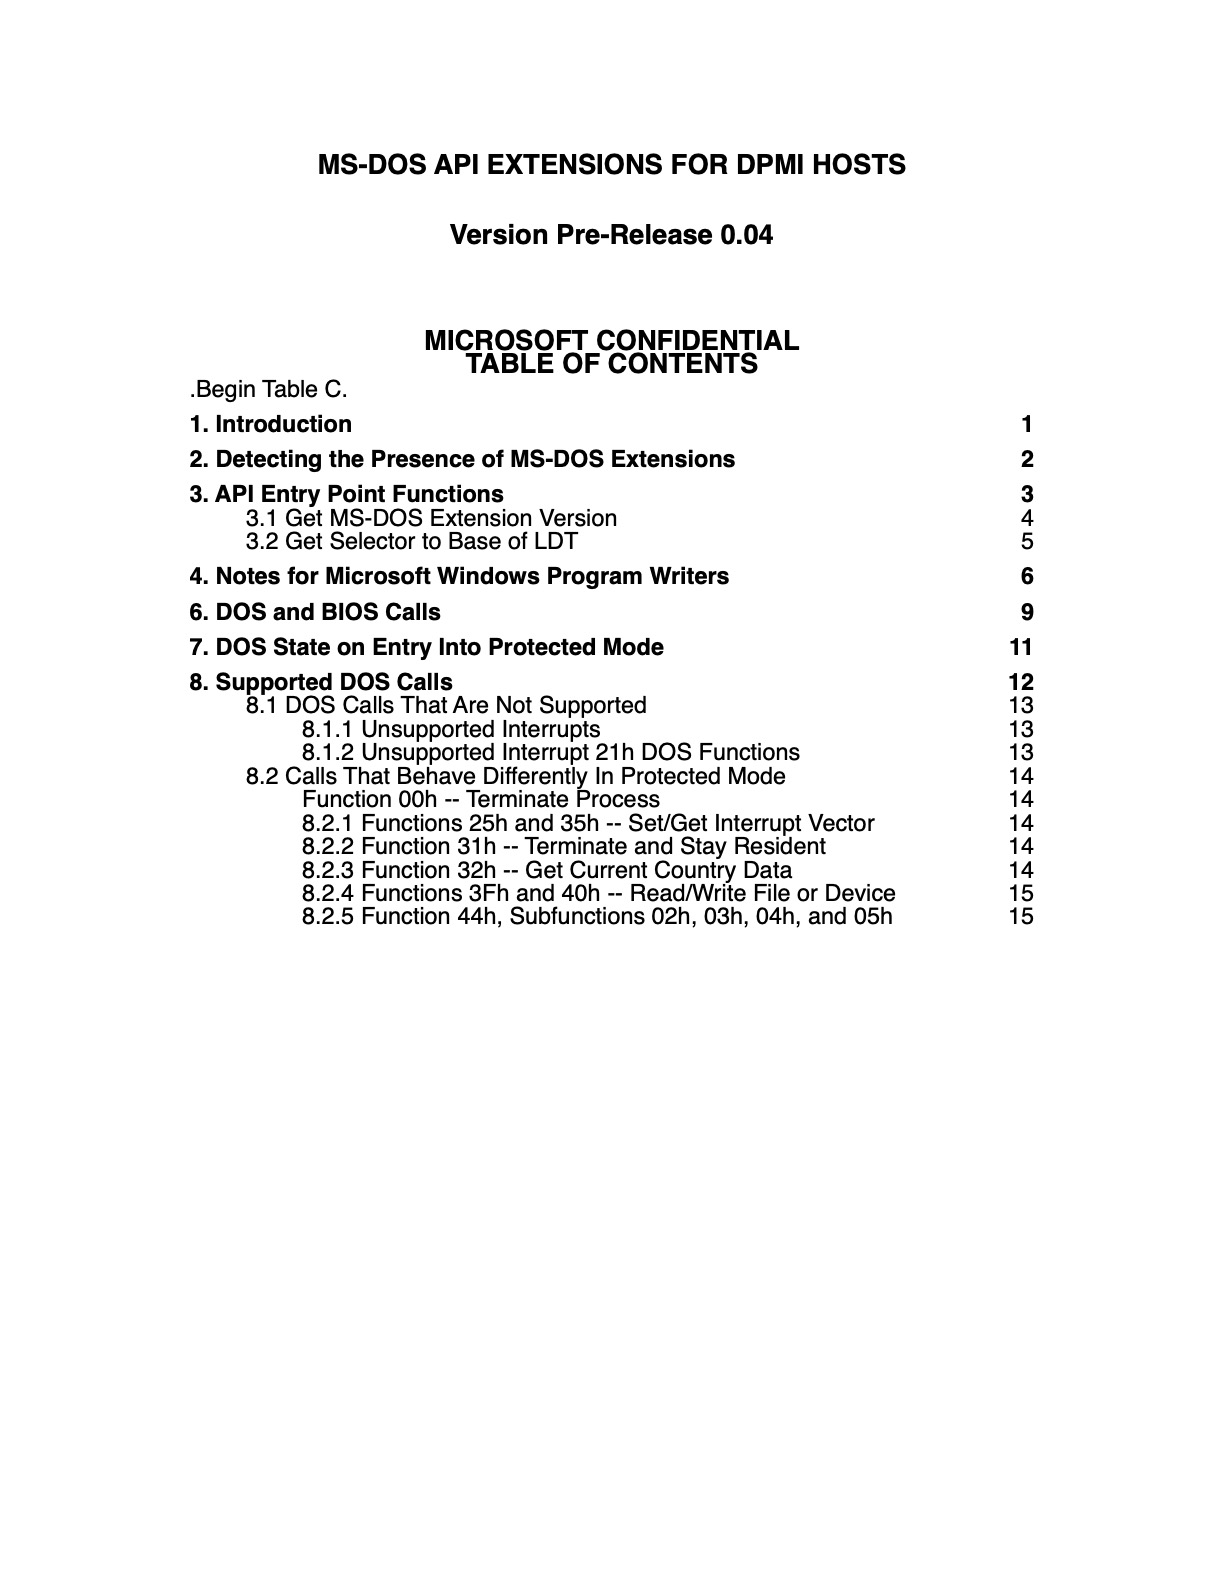 MS-DOS API EXTENSIONS FOR DPMI HOSTS
Version Pre-Release 0.04
MICROSOFT CONFIDENTIAL
TABLE OF CONTENTS
.Begin Table C.
1. Introduction 1
2. Detecting the Presence of MS-DOS Extensions 2
3. API Entry Point Functions 3
3.1 Get MS-DOS Extension Version 4
3.2 Get Selector to Base of LDT 5
4. Notes for Microsoft Windows Program Writers 6
6. DOS and BIOS Calls 9
7. DOS State on Entry Into Protected Mode 11
8. Supported DOS Calls 12
8.1 DOS Calls That Are Not Supported 13
8.1.1 Unsupported Interrupts 13
8.1.2 Unsupported Interrupt 21h DOS Functions 13
8.2 Calls That Behave Differently In Protected Mode 14
Function 00h -- Terminate Process 14
8.2.1 Functions 25h and 35h -- Set/Get Interrupt Vector 14
8.2.2 Function 31h -- Terminate and Stay Resident 14
8.2.3 Function 32h -- Get Current Country Data 14
8.2.4 Functions 3Fh and 40h -- Read/Write File or Device 15
8.2.5 Function 44h, Subfunctions 02h, 03h, 04h, and 05h 15